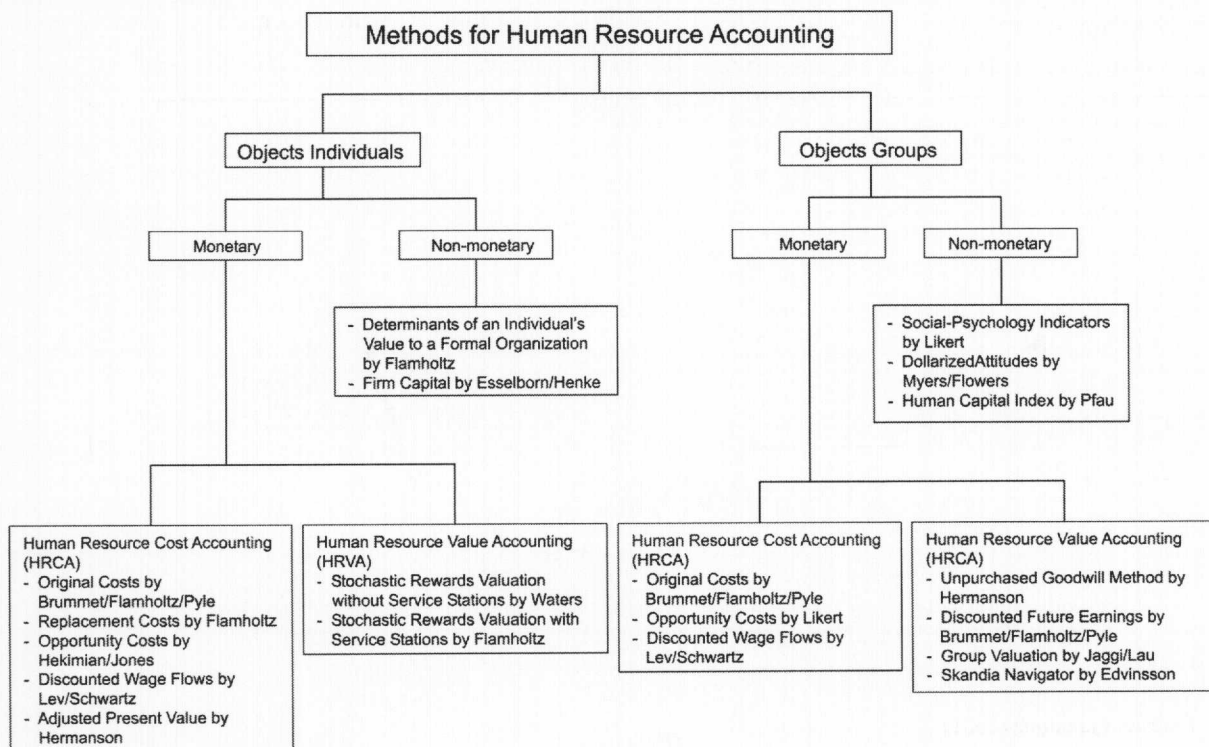 Methods for Human Resource Accounting
Objects Individuals
Objects Groups
Monetary
Non-monetary
Monetary
Non-monetary
- Determinants of an Individual's
Value to a Formal Organization
by Flamholtz
- Firm Capital by Esselborn/Henke
- Social-Psychology Indicators
by Likert
- DollarizedAttitudes by
Myers/Flowers
- Human Capital Index by Pfau
Human Resource Cost Accounting
(HRCA)
- Original Costs by
Brummet/Flamholtz/Pyle
- Replacement Costs by Flamholtz
- Opportunity Costs by
Hekimian/Jones
- Discounted Wage Flows by
Lev/Schwartz
- Adjusted Present Value by
Hermanson
Human Resource Value Accounting
(HRVA)
- Stochastic Rewards Valuation
without Service Stations by Waters
- Stochastic Rewards Valuation with
Service Stations by Flamholtz
Human Resource Cost Accounting
(HRCA)
- Original Costs by
Brummet/Flamholtz/Pyle
- Opportunity Costs by Likert
- Discounted Wage Flows by
Lev/Schwartz
Human Resource Value Accounting
(HRCA)
- Unpurchased Goodwill Method by
Hermanson
- Discounted Future Earnings by
Brummet/Flamholtz/Pyle
- Group Valuation by Jaggi/Lau
- Skandia Navigator by Edvinsson